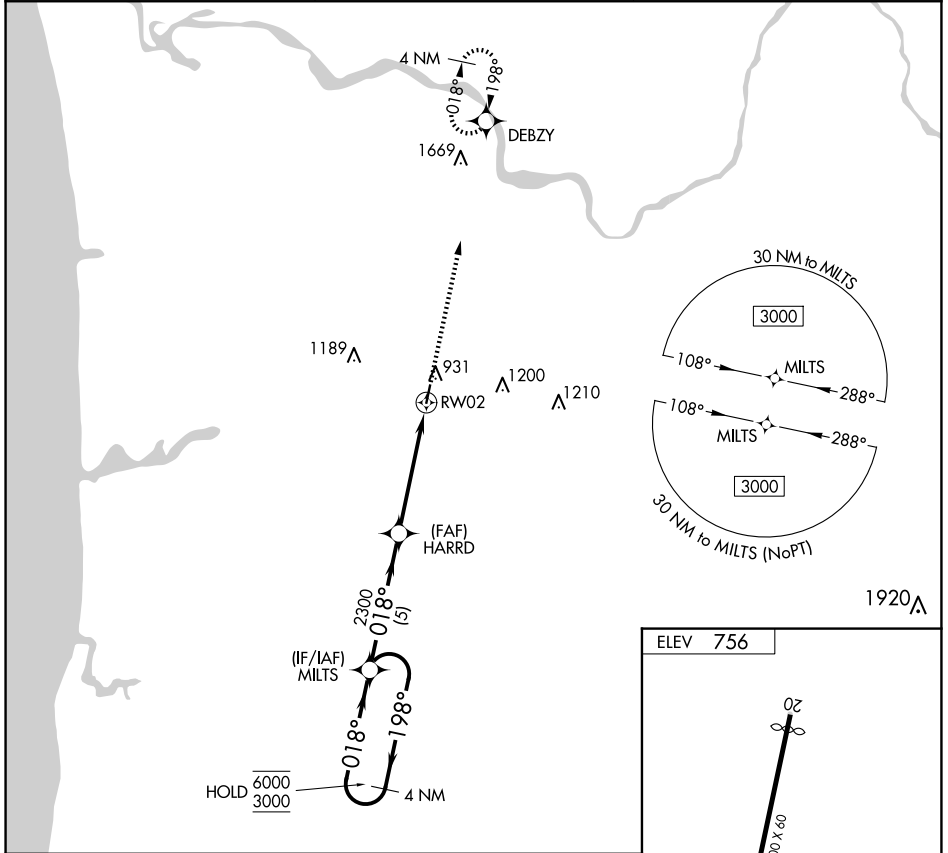 4 NM
018°
198°
DEBZY
1669
30 NM to MILTS
3000
108°
MILTS
288°
1189
931
1200
1210
RW02
108°
MILTS
288°
3000
30 NM to MILTS (NoPT)
(FAF)
HARRD
2300
018°
(5)
1920
(IF/IAF)
MILTS
ELEV 756
018°
198°
HOLD 6000
3000
4 NM
20
00 X 60